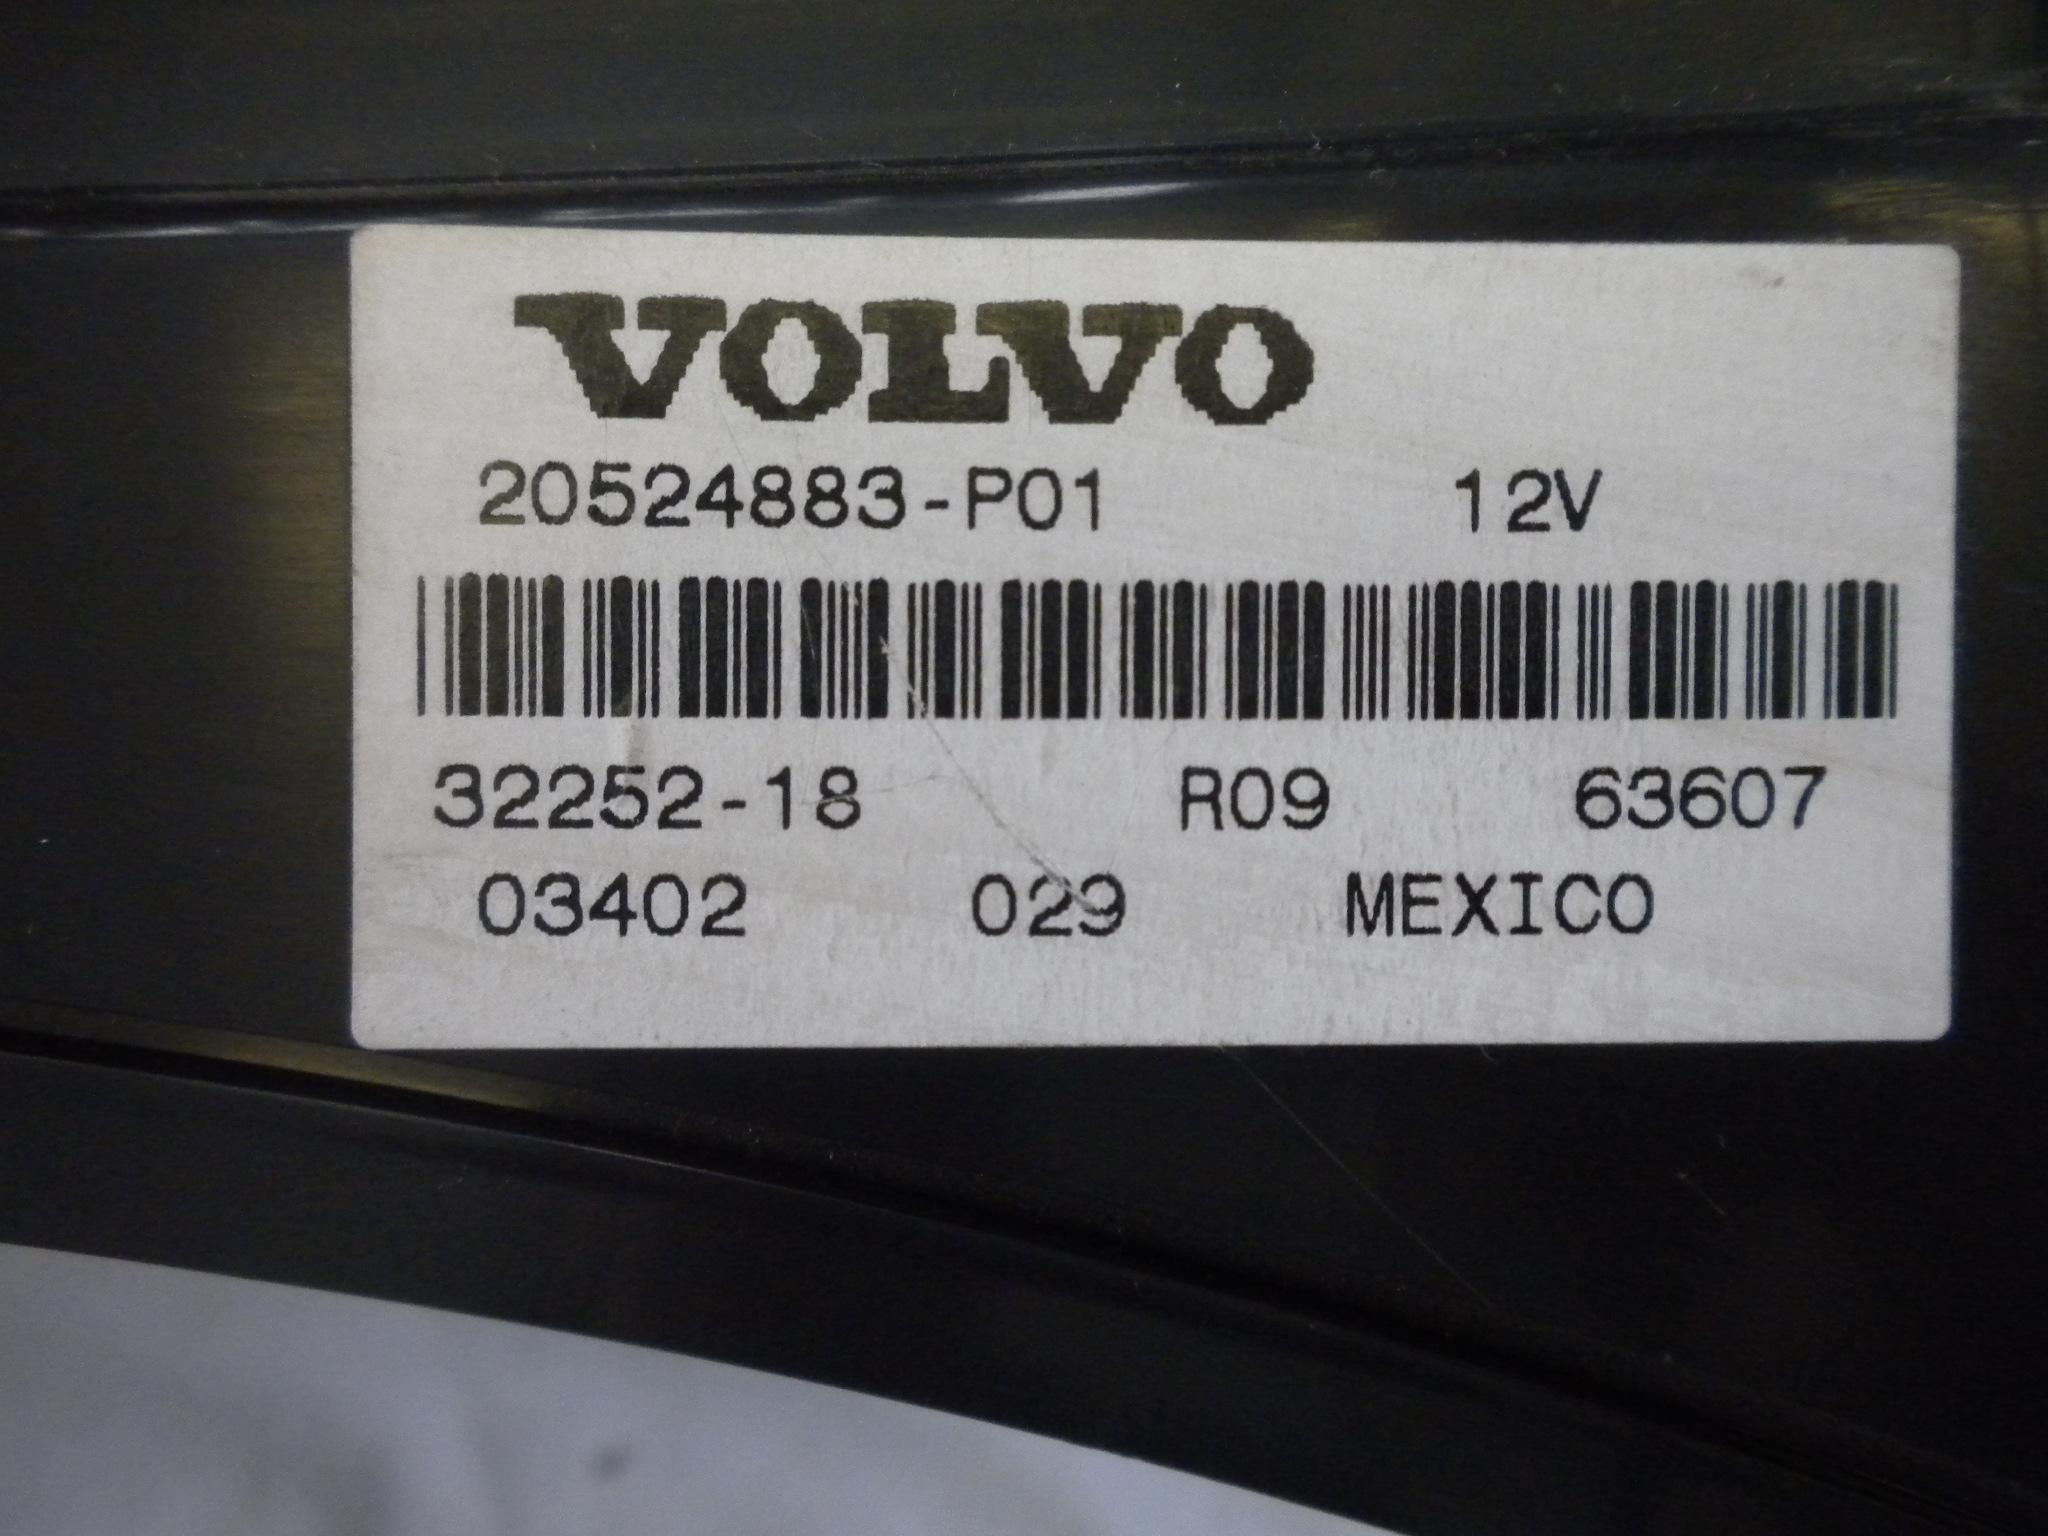 VOLVO
20524883-P01 12V
32252-18 R09 63607
03402 029 MEXICO